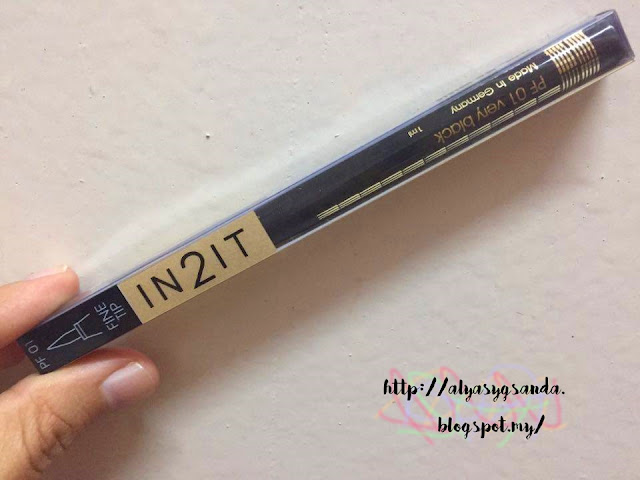 PF 01
FINE
TIP
IN2IT
PF 01 very black
Made in Germany
1ml
http://alyasygsanda.
blogspot.my/